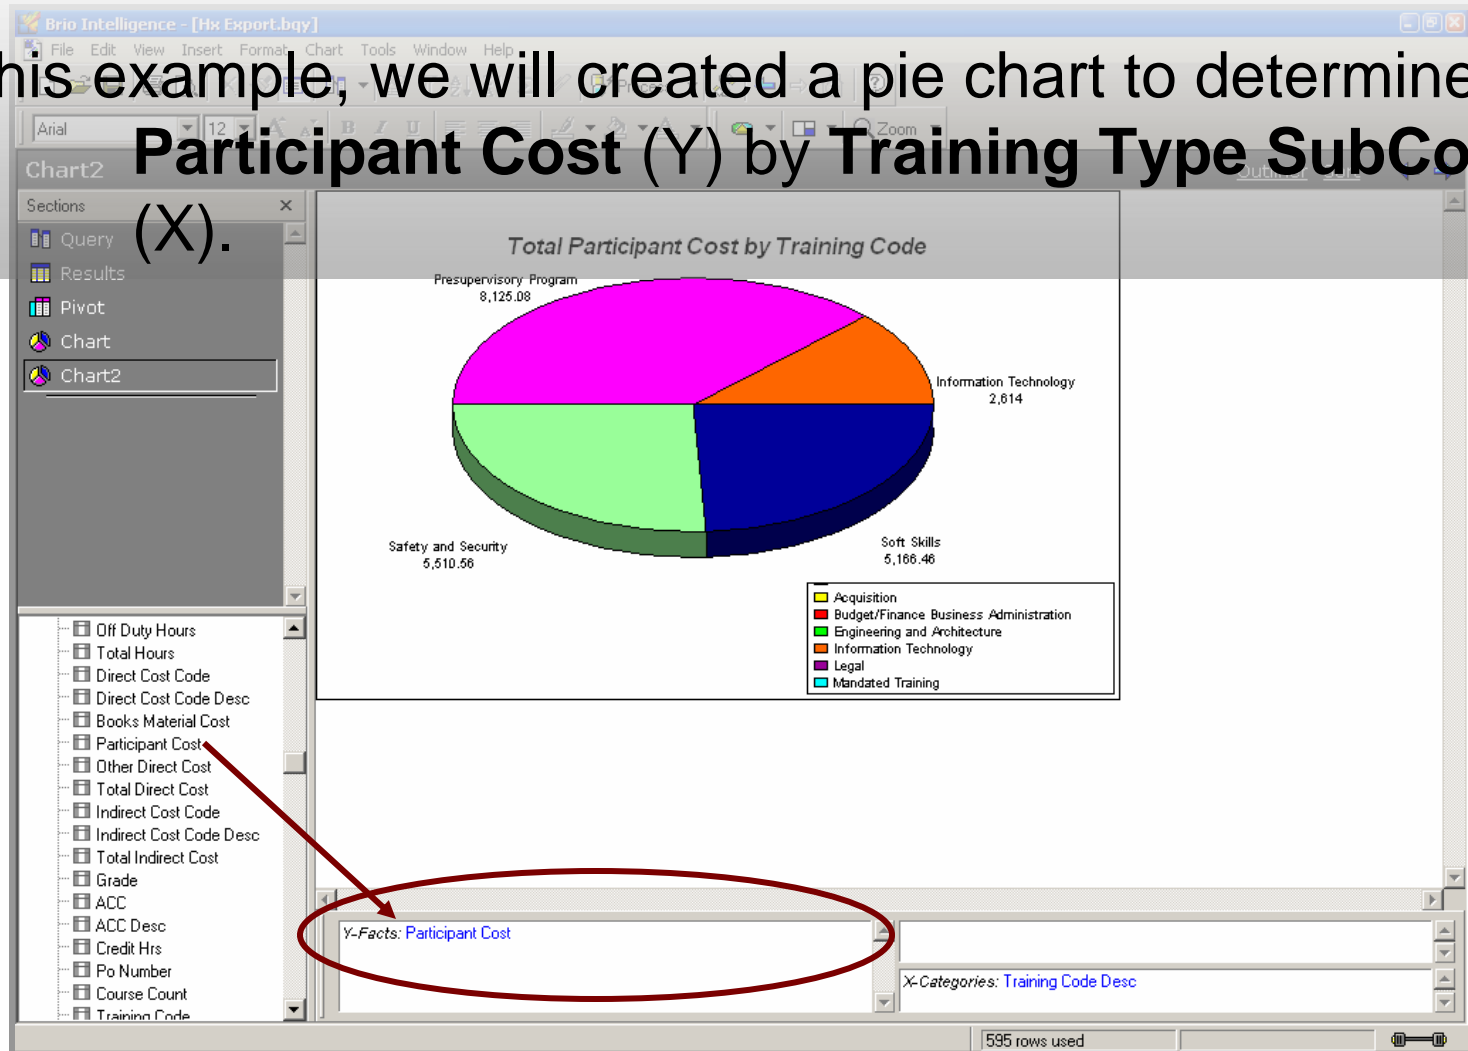 Brio Intelligence - [Hx Export.bqy]
File Edit View Insert Format Chart Tools Window Help
his example, we will created a pie chart to determine
Arial 12 B I U Zoom
Participant Cost (Y) by Training Type SubCo
(X).
Chart2
Outliner Sort
Sections
Query
Results
Pivot
Chart
Chart2
Total Participant Cost by Training Code
Presupervisory Program
8,125.08
Information Technology
2,614
Safety and Security
5,510.56
Soft Skills
5,166.46
Acquisition
Budget/Finance Business Administration
Engineering and Architecture
Information Technology
Legal
Mandated Training
Off Duty Hours
Total Hours
Direct Cost Code
Direct Cost Code Desc
Books Material Cost
Participant Cost
Other Direct Cost
Total Direct Cost
Indirect Cost Code
Indirect Cost Code Desc
Total Indirect Cost
Grade
ACC
ACC Desc
Credit Hrs
Po Number
Course Count
Training Code
Y-Facts: Participant Cost
X-Categories: Training Code Desc
595 rows used